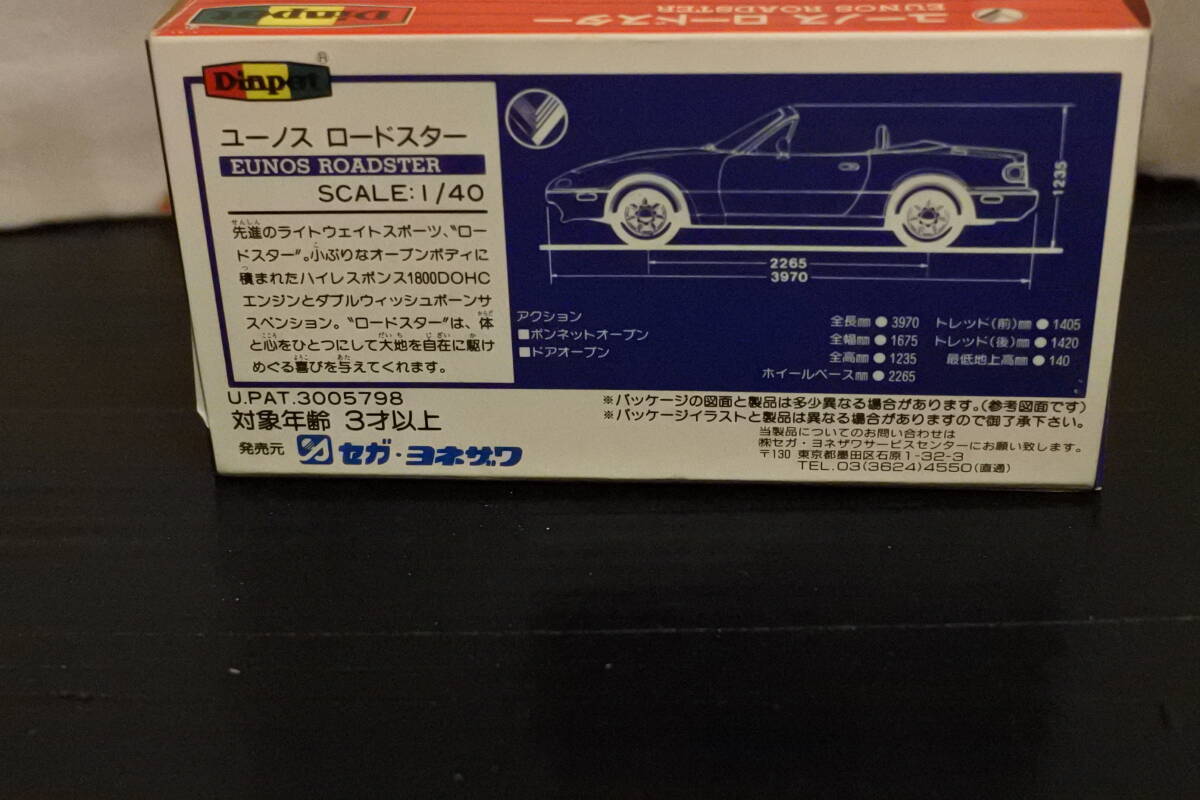 Dinpet
ユーノス ロードスター
EUNOS ROADSTER
Dinpet®
ユーノス ロードスター
EUNOS ROADSTER
SCALE:1/40
先進のライトウェイトスポーツ、“ロー
ドスター”。小ぶりなオープンボディに
積まれたハイレスポンス1800DOHC
エンジンとダブルウィッシュボーンサ
スペンション。“ロードスター”は、体
と心をひとつにして大地を自在に駆け
めぐる喜びを与えてくれます。
1235
2265
3970
アクション
■ボンネットオープン
■ドアオープン
全長mm ● 3970
全幅mm ● 1675
全高mm ● 1235
ホイールベースmm ● 2265
トレッド(前)mm ● 1405
トレッド(後)mm ● 1420
最低地上高mm ● 140
U.PAT.3005798
対象年齢 3才以上
発売元 セガ・ヨネザワ
※パッケージの図面と製品は多少異なる場合があります。(参考図面です)
※パッケージイラストと製品は異なる場合がありますので御了承下さい。
当製品についてのお問い合わせは
㈱セガ・ヨネザワサービスセンターにお願い致します。
〒130 東京都墨田区石原1-32-3
TEL.03(3624)4550(直通)